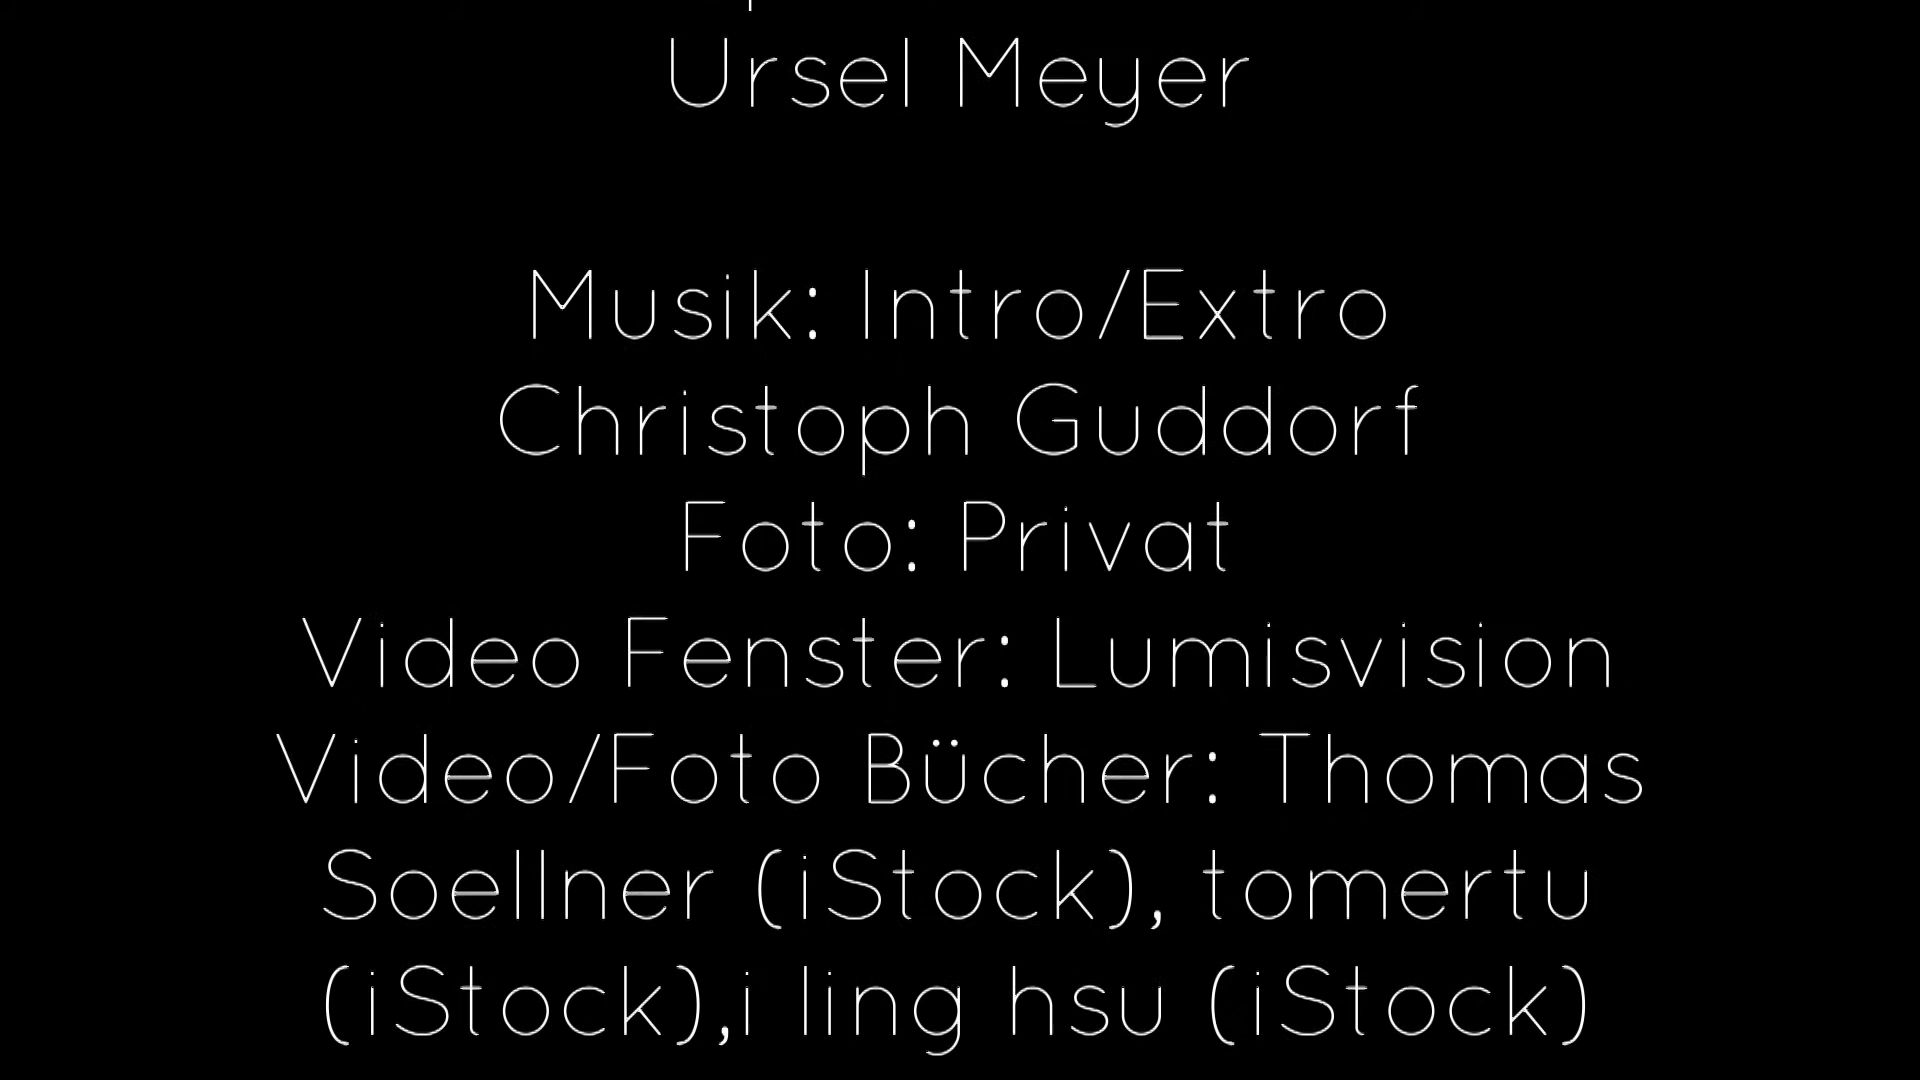 Ursel Meyer
Musik: Intro/Extro
Christoph Guddorf
Foto: Privat
Video Fenster: Lumisvision
Video/Foto Bücher: Thomas
Soellner (iStock), tomertu
(iStock),i ling hsu (iStock)